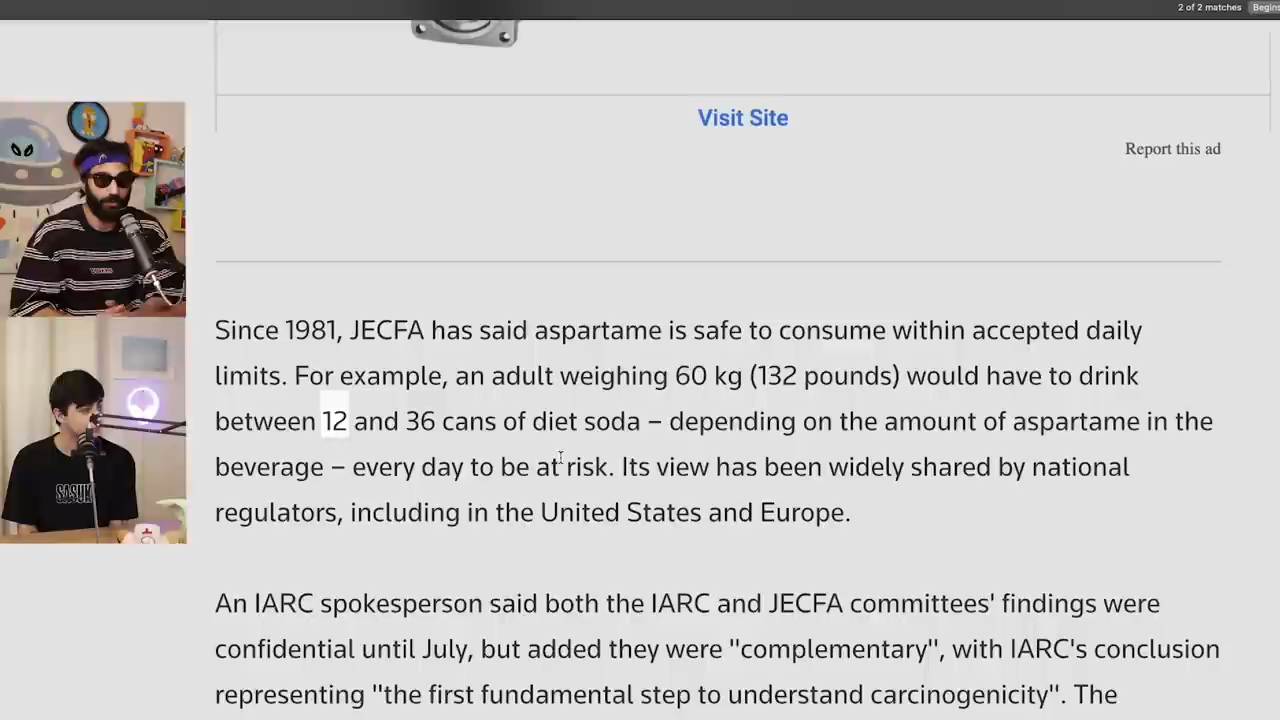 2 of 2 matches
Begins
Visit Site
Report this ad
Since 1981, JECFA has said aspartame is safe to consume within accepted daily
limits. For example, an adult weighing 60 kg (132 pounds) would have to drink
between 12 and 36 cans of diet soda – depending on the amount of aspartame in the
beverage – every day to be at risk. Its view has been widely shared by national
regulators, including in the United States and Europe.
An IARC spokesperson said both the IARC and JECFA committees' findings were
confidential until July, but added they were "complementary", with IARC's conclusion
representing "the first fundamental step to understand carcinogenicity". The
SASUK